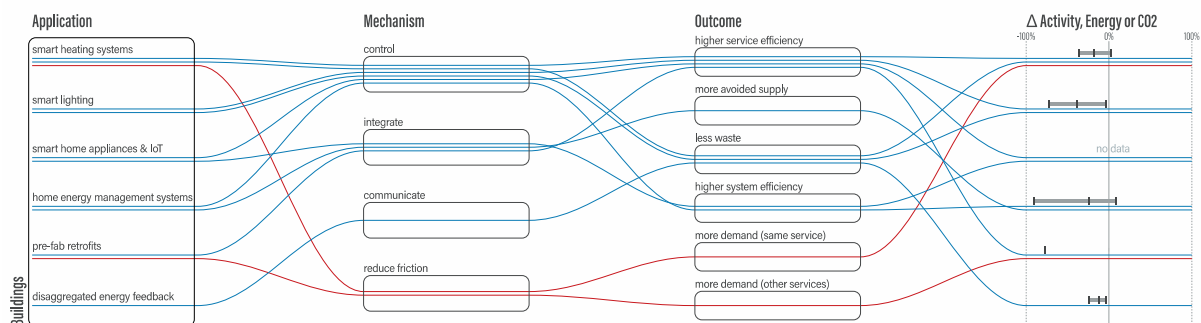 Application
Mechanism
Outcome
Δ Activity, Energy or CO2
-100%
0%
100%
smart heating systems
smart lighting
smart home appliances & IoT
home energy management systems
pre-fab retrofits
disaggregated energy feedback
control
integrate
communicate
reduce friction
higher service efficiency
more avoided supply
less waste
higher system efficiency
more demand (same service)
more demand (other services)
no data
Buildings